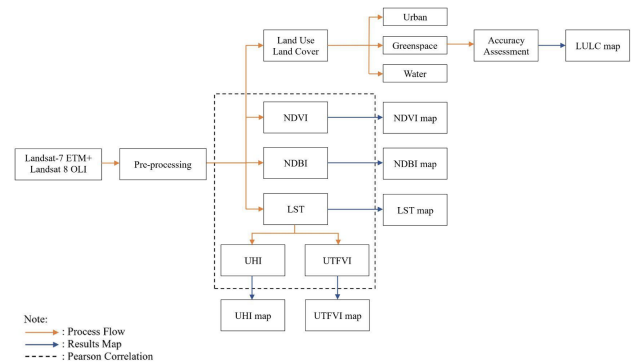 Urban
Land Use
Land Cover
Greenspace
Accuracy
Assessment
LULC map
Water
NDVI
NDVI map
Landsat-7 ETM+
Landsat 8 OLI
Pre-processing
NDBI
NDBI map
LST
LST map
UHI
UTFVI
UHI map
UTFVI map
Note:
: Process Flow
: Results Map
: Pearson Correlation